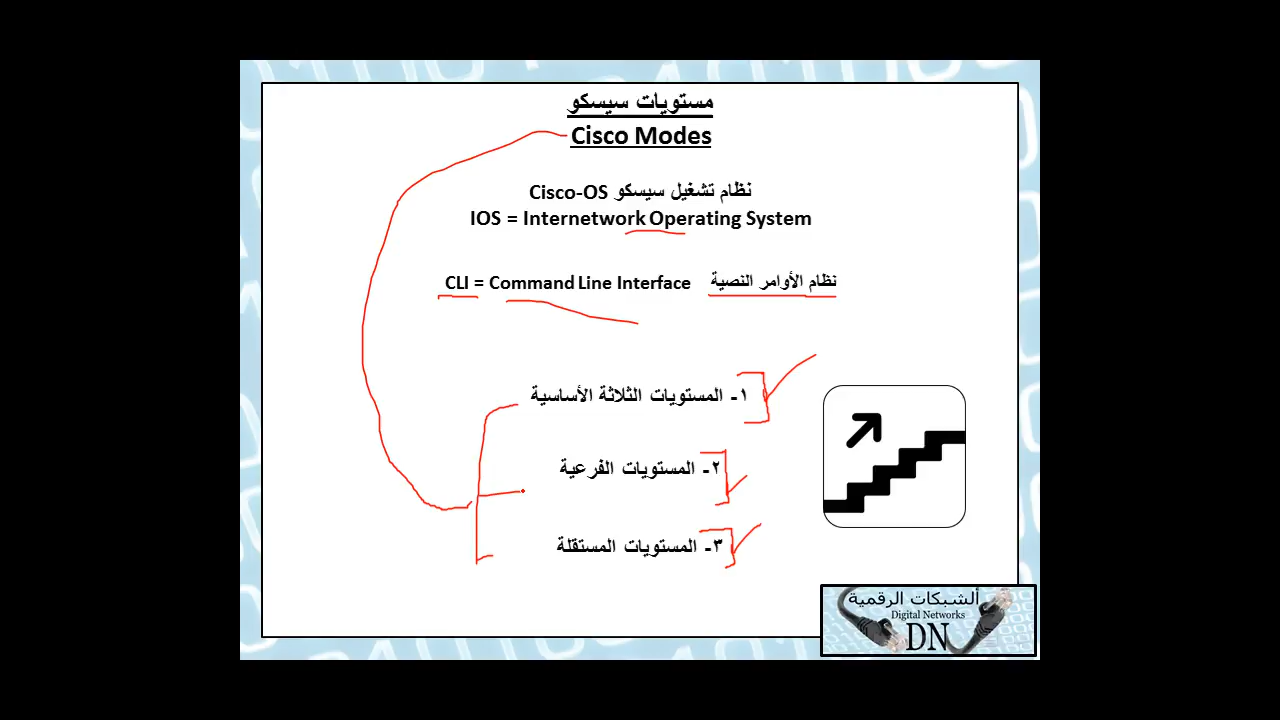 مستويات سيسكو
Cisco Modes
نظام تشغيل سيسكو Cisco-OS
IOS = Internetwork Operating System
CLI = Command Line Interface نظام الأوامر النصية
١- المستويات الثلاثة الأساسية
٢- المستويات الفرعية
٣- المستويات المستقلة
ألشبكات الرقمية
Digital Networks
DN